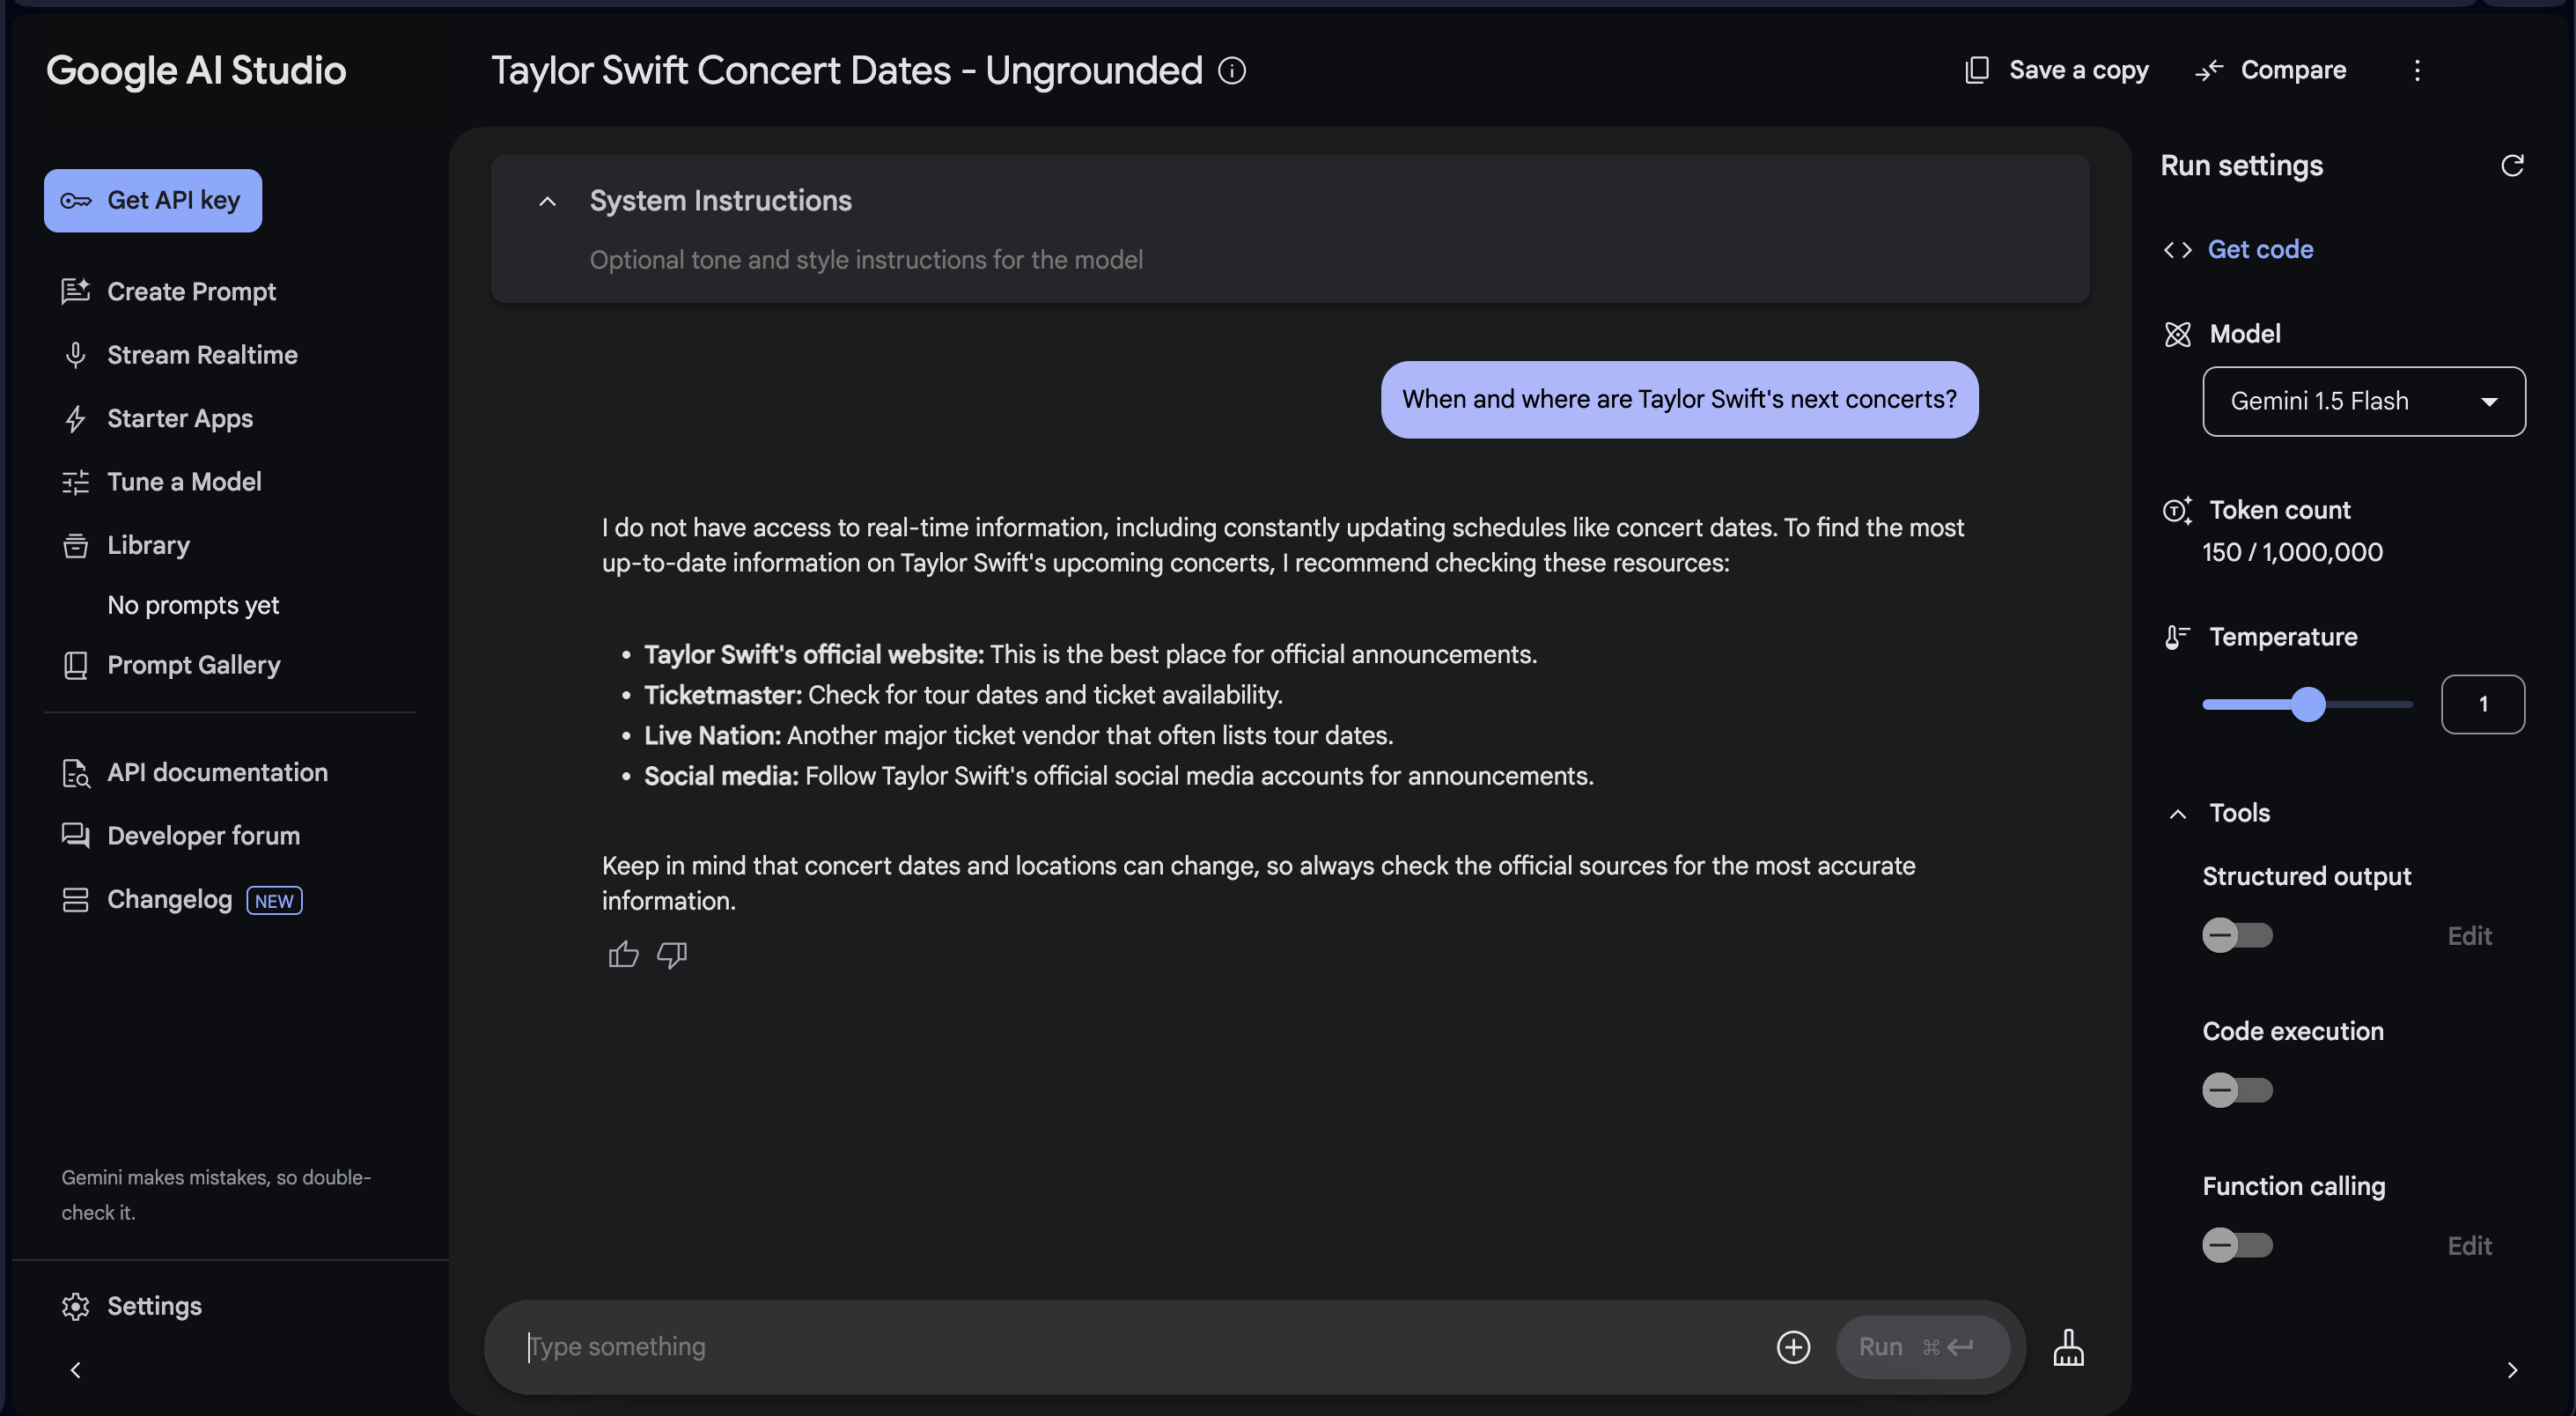 Google AI Studio
Taylor Swift Concert Dates - Ungrounded
Save a copy
Compare
Get API key
Create Prompt
Stream Realtime
Starter Apps
Tune a Model
Library
No prompts yet
Prompt Gallery
API documentation
Developer forum
Changelog NEW
Gemini makes mistakes, so double-
check it.
Settings
System Instructions
Optional tone and style instructions for the model
When and where are Taylor Swift's next concerts?
I do not have access to real-time information, including constantly updating schedules like concert dates. To find the most
up-to-date information on Taylor Swift's upcoming concerts, I recommend checking these resources:
• Taylor Swift's official website: This is the best place for official announcements.
• Ticketmaster: Check for tour dates and ticket availability.
• Live Nation: Another major ticket vendor that often lists tour dates.
• Social media: Follow Taylor Swift's official social media accounts for announcements.
Keep in mind that concert dates and locations can change, so always check the official sources for the most accurate
information.
Type something
Run ⌘
Run settings
Get code
Model
Gemini 1.5 Flash
Token count
150 / 1,000,000
Temperature
1
Tools
Structured output
Edit
Code execution
Function calling
Edit